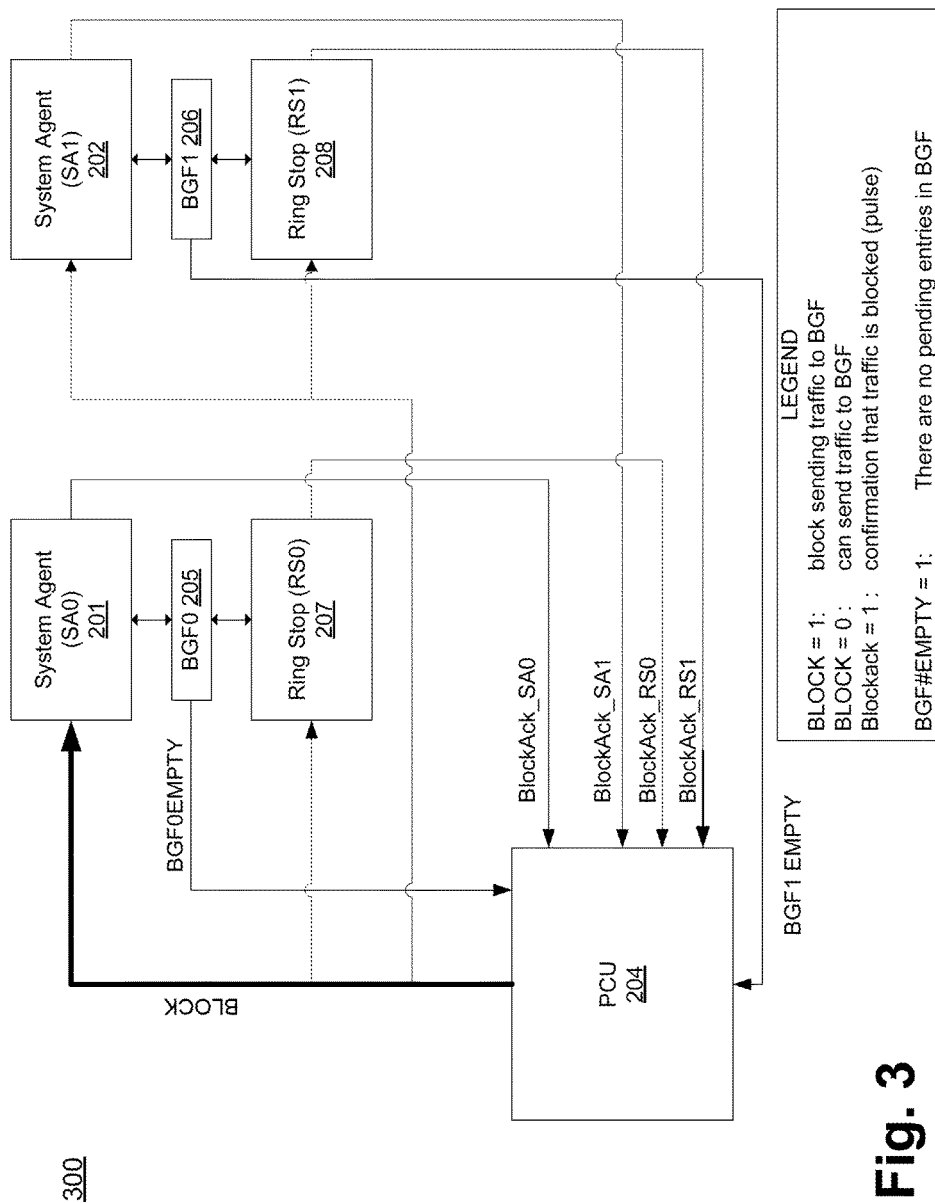 300
System Agent
(SA0)
201
System Agent
(SA1)
202
BGF0 205
BGF1 206
Ring Stop (RS0)
207
Ring Stop (RS1)
208
BLOCK
BGF0EMPTY
BlockAck_SA0
BlockAck_SA1
BlockAck_RS0
BlockAck_RS1
PCU
204
BGF1 EMPTY
LEGEND
BLOCK = 1: block sending traffic to BGF
BLOCK = 0 : can send traffic to BGF
Blockack = 1 : confirmation that traffic is blocked (pulse)
BGF#EMPTY = 1: There are no pending entries in BGF
Fig. 3